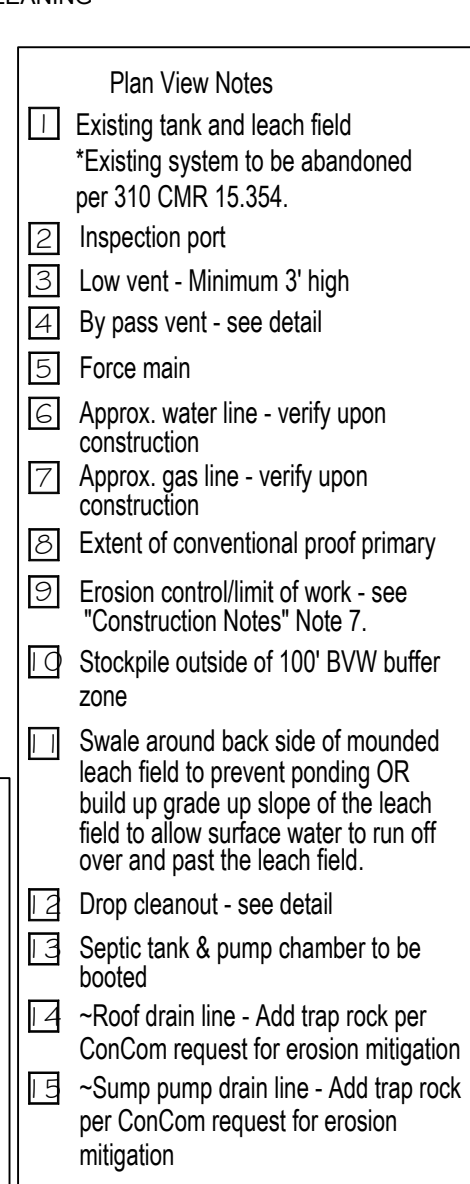 LEANING
Plan View Notes
1 Existing tank and leach field
*Existing system to be abandoned
per 310 CMR 15.354.
2 Inspection port
3 Low vent - Minimum 3' high
4 By pass vent - see detail
5 Force main
6 Approx. water line - verify upon
construction
7 Approx. gas line - verify upon
construction
8 Extent of conventional proof primary
9 Erosion control/limit of work - see
"Construction Notes" Note 7.
10 Stockpile outside of 100' BVW buffer
zone
11 Swale around back side of mounded
leach field to prevent ponding OR
build up grade up slope of the leach
field to allow surface water to run off
over and past the leach field.
12 Drop cleanout - see detail
13 Septic tank & pump chamber to be
booted
14 ~Roof drain line - Add trap rock per
ConCom request for erosion mitigation
15 ~Sump pump drain line - Add trap rock
per ConCom request for erosion
mitigation